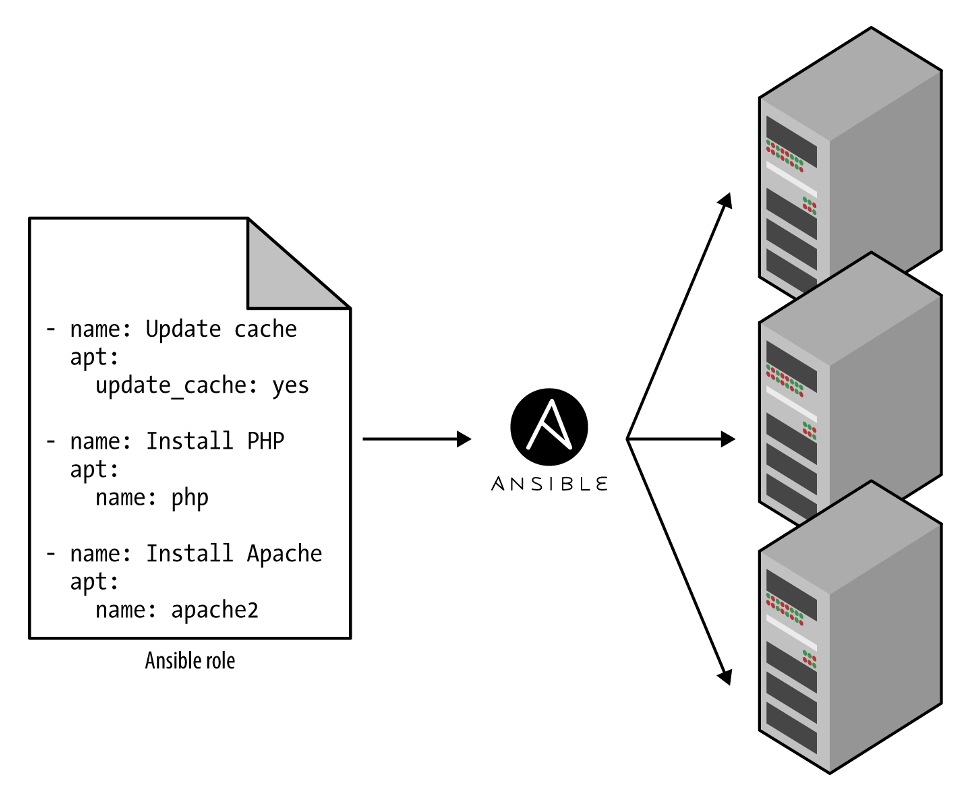 - name: Update cache
  apt:
    update_cache: yes
- name: Install PHP
  apt:
    name: php
- name: Install Apache
  apt:
    name: apache2
Ansible role
ANSIBLE